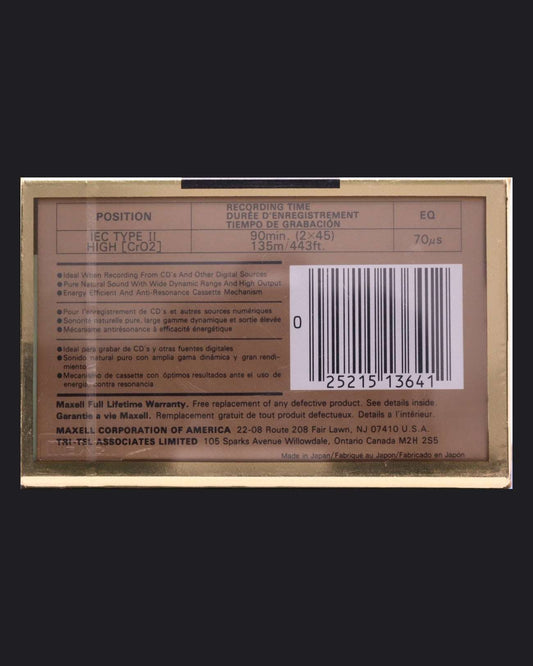 POSITION
RECORDING TIME
DURÉE D'ENREGISTREMENT
TIEMPO DE GRABACIÓN
EQ
IEC TYPE II
HIGH [CrO2]
90min. (2×45)
135m/443ft.
70µs
●Ideal When Recording From CD's And Other Digital Sources
●Pure Natural Sound With Wide Dynamic Range And High Output
●Energy Efficient And Anti-Resonance Cassette Mechanism
●Pour l'enregistrement de CD's et autres sources numériques
●Sonorité naturelle pure, large gamme dynamique et sortie élevée
●Mécanisme antirésonance à efficacité énergétique
●Ideal para grabar de CD's y otras fuentes digitales
●Sonido natural puro con amplia gama dinámica y gran rendi-
miento
●Mecanismo de cassette con óptimos resultados ante el uso de
energía contra resonancia
0
25215 13641
Maxell Full Lifetime Warranty. Free replacement of any defective product. See details inside.
Garantie a vie Maxell. Remplacement gratuit de tout produit defectueux. Details a l'intérieur.
MAXELL CORPORATION OF AMERICA 22-08 Route 208 Fair Lawn, NJ 07410 U.S.A.
TRI-TEL ASSOCIATES LIMITED 105 Sparks Avenue Willowdale, Ontario Canada M2H 2S5
Made in Japan/Fabriqué au Japon/Fabricado en Japón